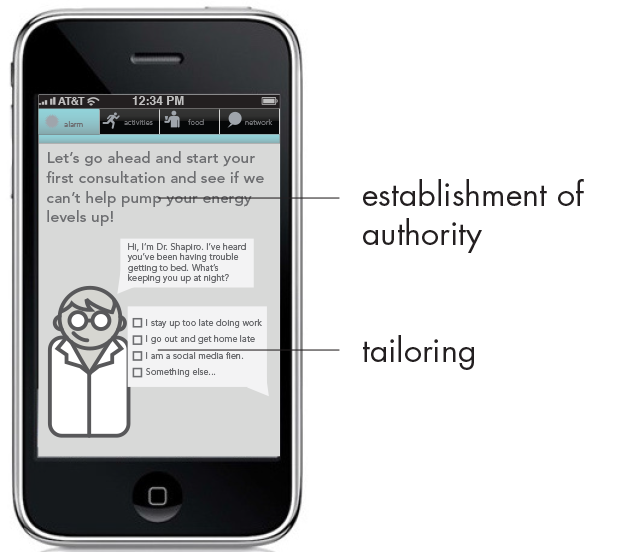 AT&T 12:34 PM
alarm activities food network
Let's go ahead and start your
first consultation and see if we
can't help pump your energy
levels up!
establishment of
authority
Hi, I'm Dr. Shapiro. I've heard
you've been having trouble
getting to bed. What's
keeping you up at night?
I stay up too late doing work
I go out and get home late
I am a social media fien.
Something else...
tailoring